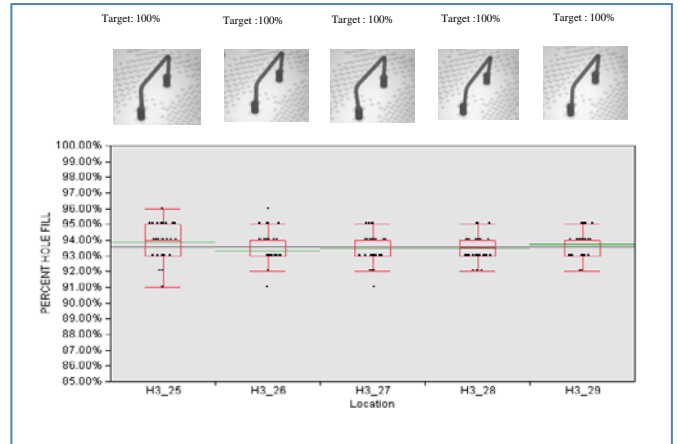 Target: 100%
Target :100%
Target :100%
Target :100%
Target :100%
100.00%
99.00%
98.00%
97.00%
96.00%
95.00%
94.00%
93.00%
92.00%
91.00%
90.00%
89.00%
88.00%
87.00%
86.00%
85.00%
PERCENT HOLE FILL
H3_25
H3_26
H3_27
H3_28
H3_29
Location